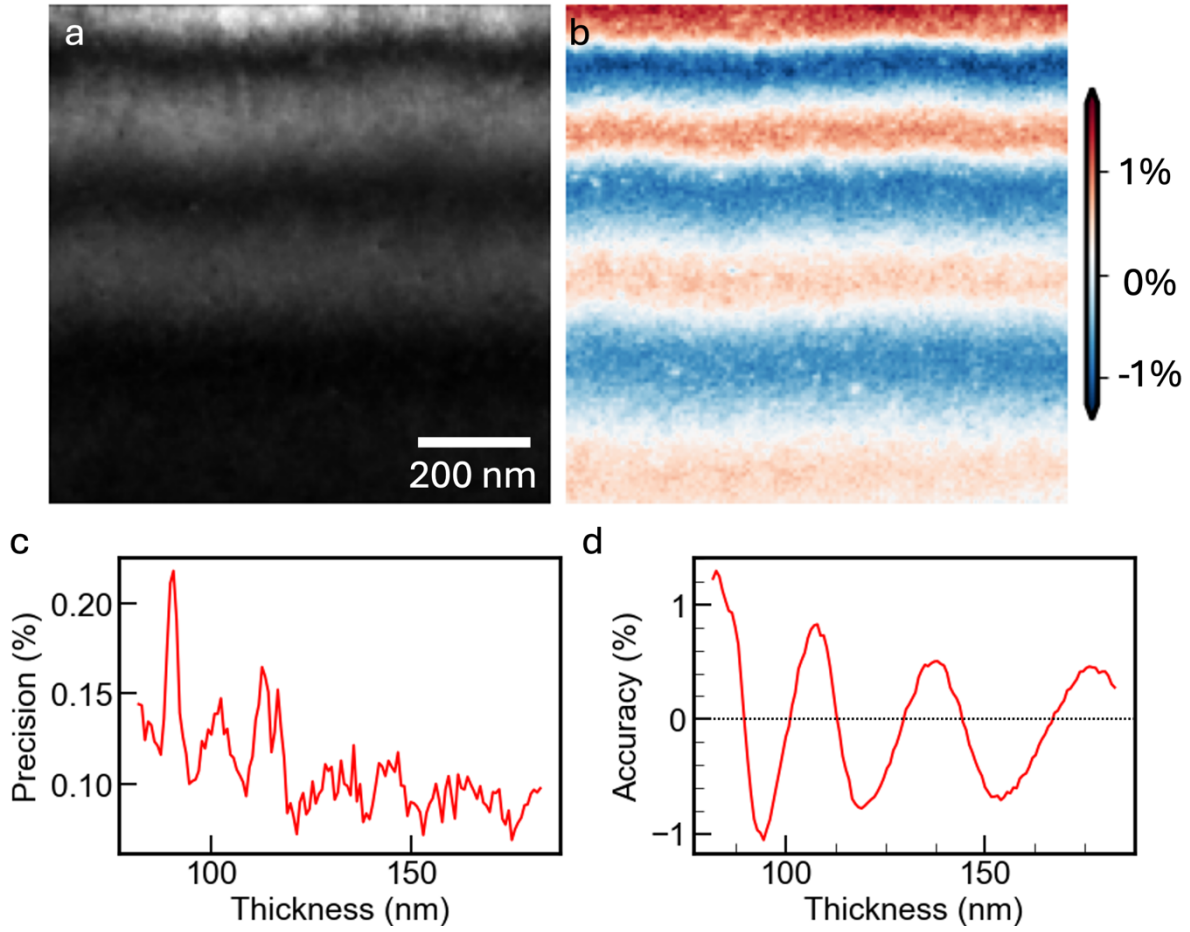 a
b
1%
0%
-1%
200 nm
c
d
Precision (%)
0.20
0.15
0.10
100
150
Thickness (nm)
Accuracy (%)
1
0
−1
100
150
Thickness (nm)